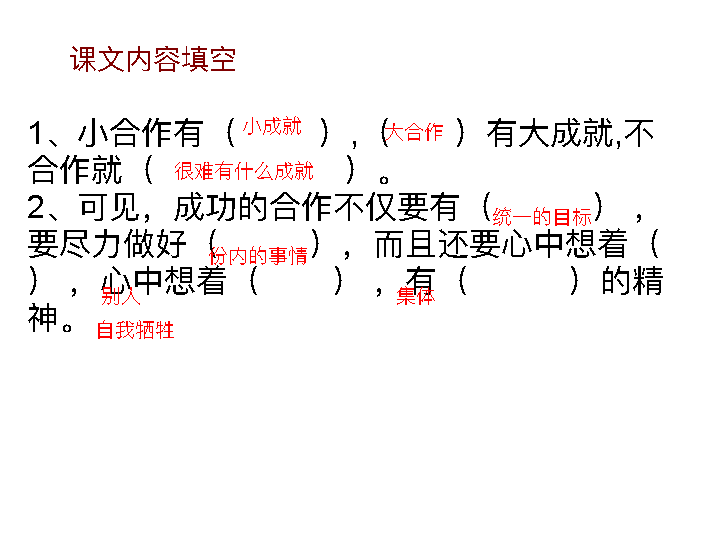 课文内容填空
1、小合作有（ 小成就 ），（ 大合作 ）有大成就,不
合作就（ 很难有什么成就 ）。
2、可见，成功的合作不仅要有（ 统一的目标 ），
要尽力做好（ 份内的事情 ），而且还要心中想着（
），心中想着（ ），有（ ）的精
别人 集体
神。 自我牺牲